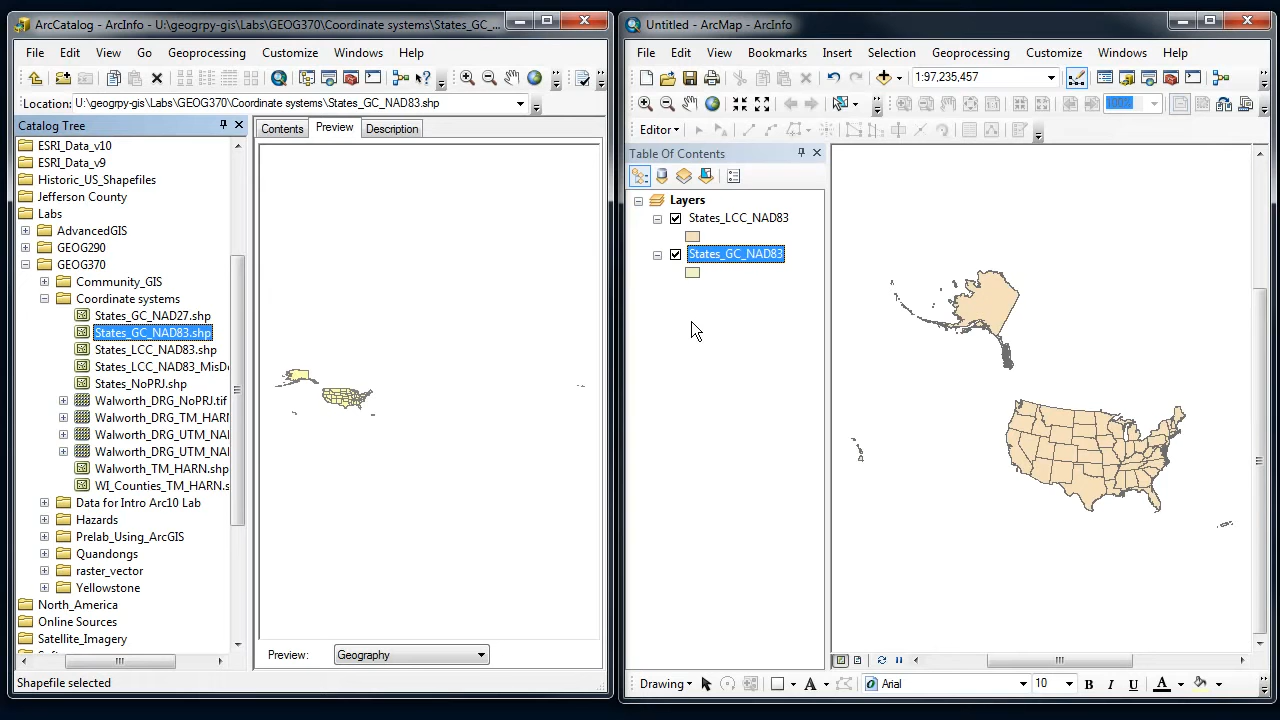 ArcCatalog - ArcInfo - U:\geogrpy-gis\Labs\GEOG370\Coordinate systems\States_GC_...
File Edit View Go Geoprocessing Customize Windows Help
Location: U:\geogrpy-gis\Labs\GEOG370\Coordinate systems\States_GC_NAD83.shp
Catalog Tree
ESRI_Data_v10
ESRI_Data_v9
Historic_US_Shapefiles
Jefferson County
Labs
AdvancedGIS
GEOG290
GEOG370
Community_GIS
Coordinate systems
States_GC_NAD27.shp
States_GC_NAD83.shp
States_LCC_NAD83.shp
States_LCC_NAD83_MisD
States_NoPRJ.shp
Walworth_DRG_NoPRJ.tif
Walworth_DRG_TM_HARN
Walworth_DRG_UTM_NA
Walworth_DRG_UTM_NA
Walworth_TM_HARN.shp
WI_Counties_TM_HARN.s
Data for Intro Arc10 Lab
Hazards
Prelab_Using_ArcGIS
Quandongs
raster_vector
Yellowstone
North_America
Online Sources
Satellite_Imagery
Contents Preview Description
Preview: Geography
Shapefile selected
Untitled - ArcMap - ArcInfo
File Edit View Bookmarks Insert Selection Geoprocessing Customize Windows Help
1:97,235,457
100%
Editor
Table Of Contents
Layers
States_LCC_NAD83
States_GC_NAD83
Drawing A Arial 10 B I U A